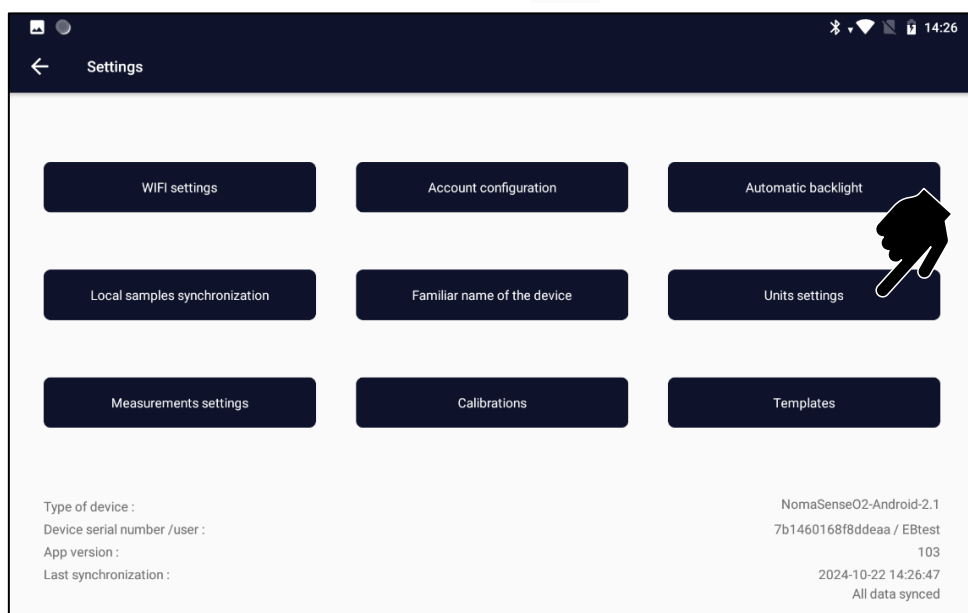 14:26
Settings
WIFI settings
Account configuration
Automatic backlight
Local samples synchronization
Familiar name of the device
Units settings
Measurements settings
Calibrations
Templates
Type of device :
NomaSenseO2-Android-2.1
Device serial number /user :
7b1460168f8ddeaa / EBtest
App version :
103
Last synchronization :
2024-10-22 14:26:47
All data synced